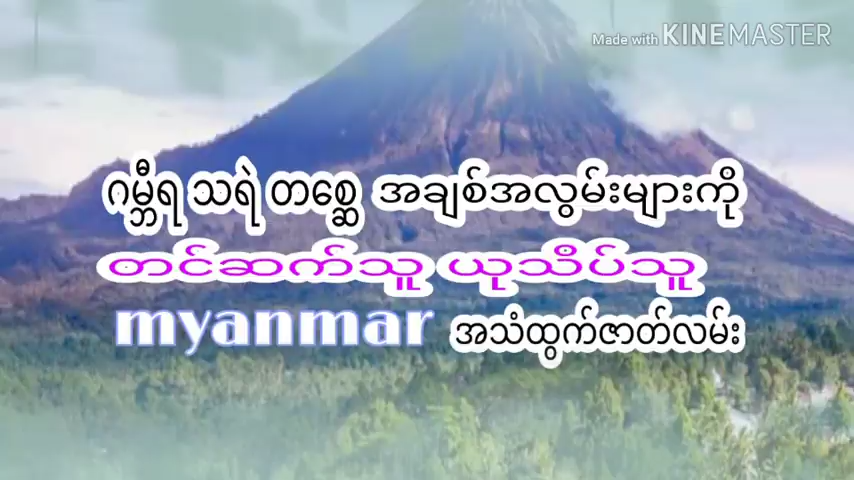 Made with KINEMASTER
ဂမ္ဘီရ သရဲ တစ္ဆေ အချစ်အလွမ်းများကို
တင်ဆက်သူ ယုသိပ်သူ
myanmar အသံထွက်ဇာတ်လမ်း